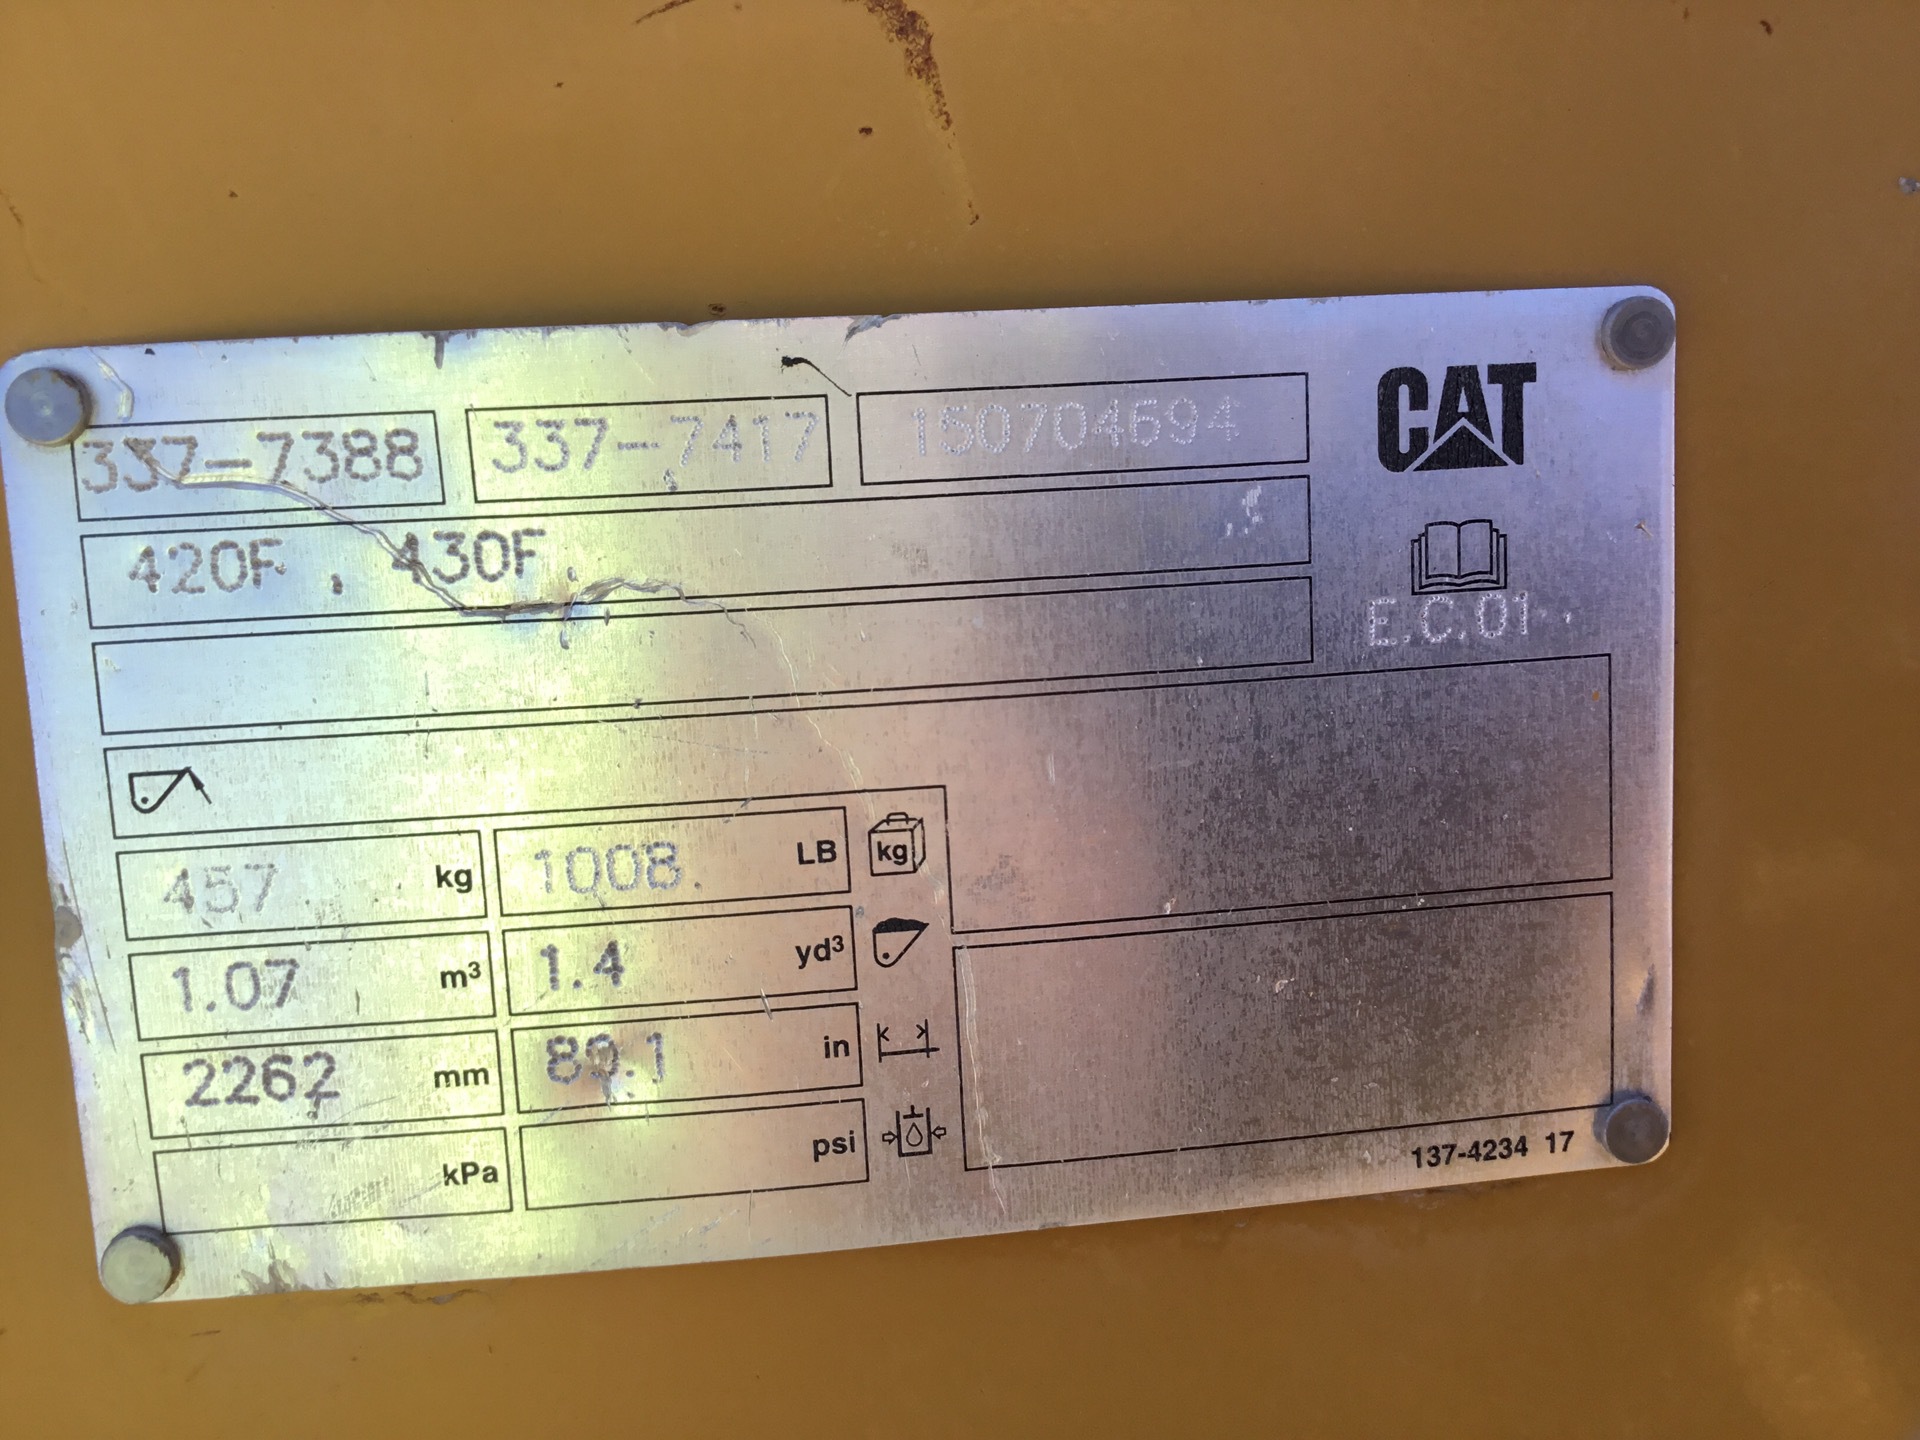 337-7388 337-7417 150704694 CAT
420F, 430F,
E.C.01
457 kg 1008. LB kg
1.07 m³ 1.4 yd³
2262 mm 89.1 in
kPa psi
137-4234 17